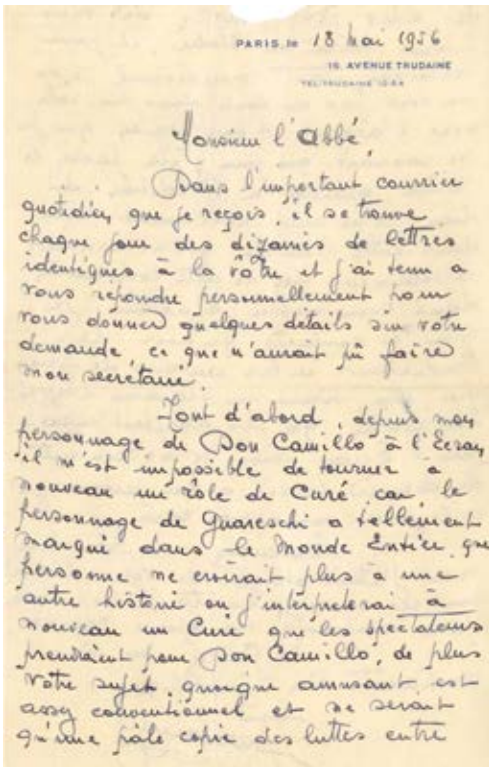 PARIS, le 18 Mai 1956
16, AVENUE TRUDAINE
TEL. TRUDAINE
Monsieur l'Abbé,
Dans l'important courrier
quotidien, que je reçois, il se trouve
chaque jour des dizaines de lettres
identiques à la vôtre et j'ai tenu a
vous répondre personnellement pour
vous donner quelques détails sur votre
demande, ce que n'aurait pû faire
mon secrétaire.
Tout d'abord, depuis mon
personnage de Don Camillo à l'Ecran,
il m'est impossible de tourner à
nouveau un rôle de Curé, car le
personnage de Guareschi a tellement
marqué dans le Monde Entier, que
personne ne croirait plus à une
autre histoire ou j'interpreterai à
nouveau un Curé que les spectateurs
prendraient pour Don Camillo, de plus
votre sujet, quoique amusant est
assez conventionnel et ne serait
qu'une pâle copie des luttes entre